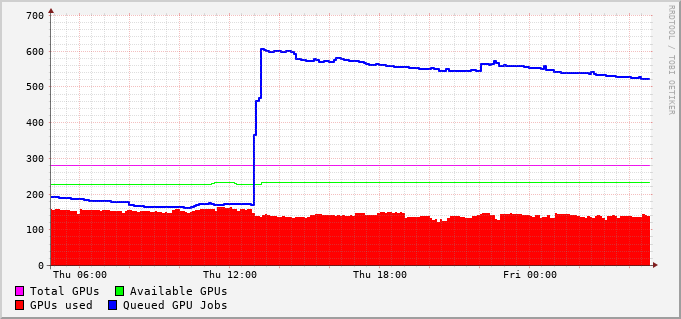 700
600
500
400
300
200
100
0
Thu 06:00 Thu 12:00 Thu 18:00 Fri 00:00
Total GPUs Available GPUs
GPUs used Queued GPU Jobs
RRDTOOL / TOBI OETIKER